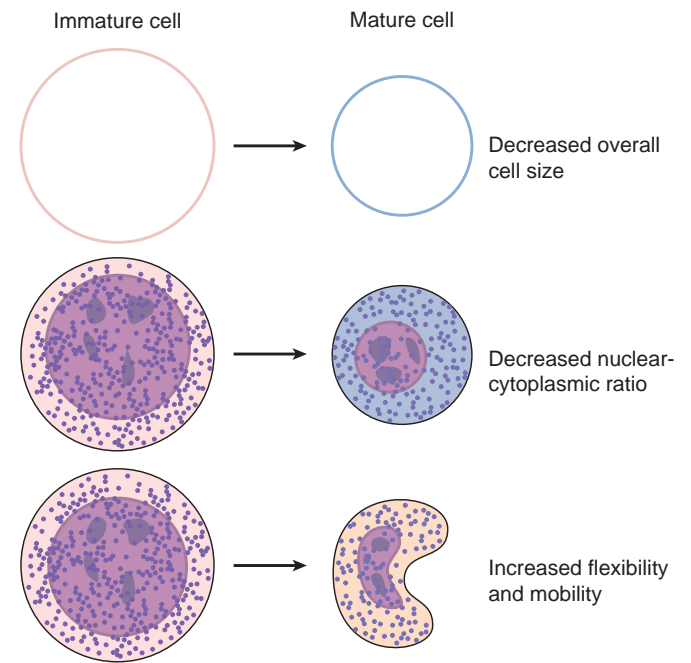 Immature cell
Mature cell
Decreased overall
cell size
Decreased nuclear-
cytoplasmic ratio
Increased flexibility
and mobility